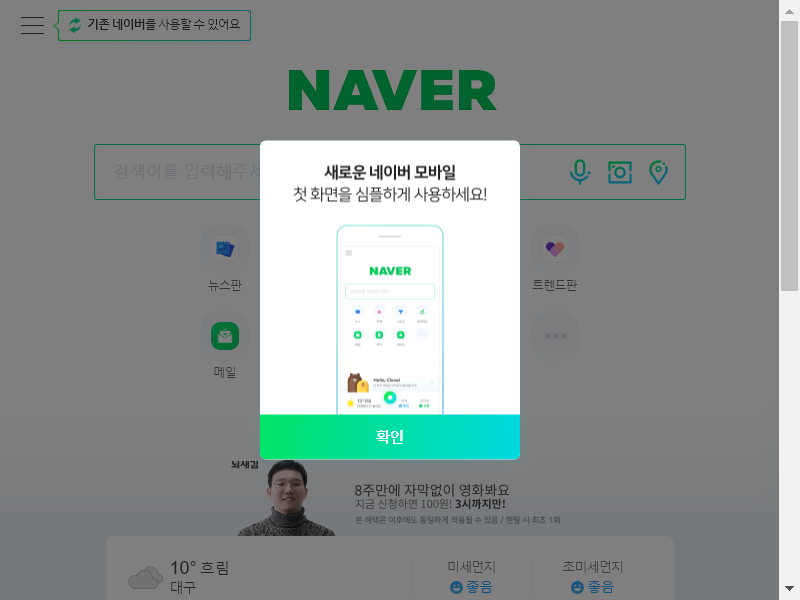 기존 네이버를 사용할 수 있어요
NAVER
검색어를 입력해주세
새로운 네이버 모바일
첫 화면을 심플하게 사용하세요!
NAVER
Hello, Clova!
12°
확인
뉴스판
트렌드판
메일
8주만에 자막없이 영화봐요
지금 신청하면 100원! 3시까지만!
본 혜택은 이후에도 동일하게 적용될 수 있음 / 렌탈 시 최초 1회
10° 흐림
대구
미세먼지
좋음
초미세먼지
좋음